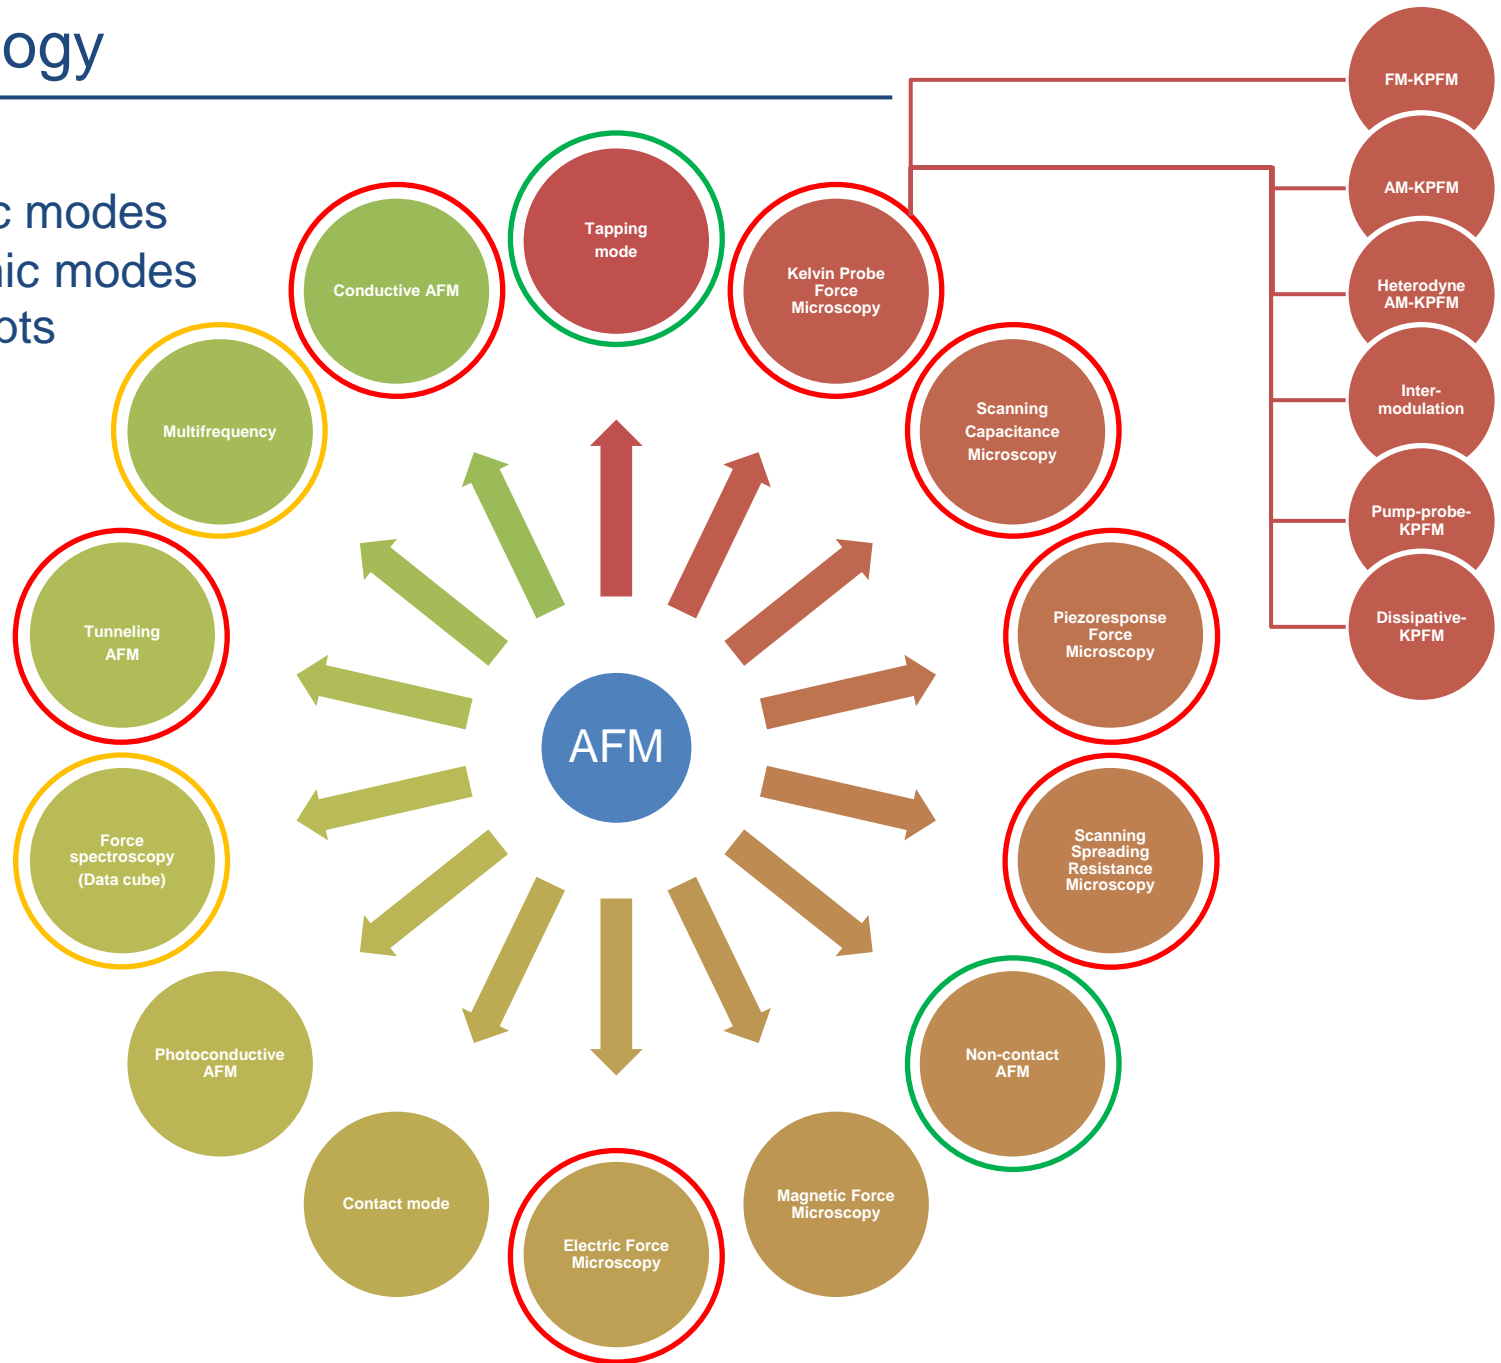 ogy
c modes
nic modes
pts
Tapping
mode
Kelvin Probe
Force
Microscopy
Scanning
Capacitance
Microscopy
Piezoresponse
Force
Microscopy
Scanning
Spreading
Resistance
Microscopy
Non-contact
AFM
Magnetic Force
Microscopy
Electric Force
Microscopy
Contact mode
Photoconductive
AFM
Force
spectroscopy
(Data cube)
Tunneling
AFM
Multifrequency
Conductive AFM
AFM
FM-KPFM
AM-KPFM
Heterodyne
AM-KPFM
Inter-
modulation
Pump-probe-
KPFM
Dissipative-
KPFM